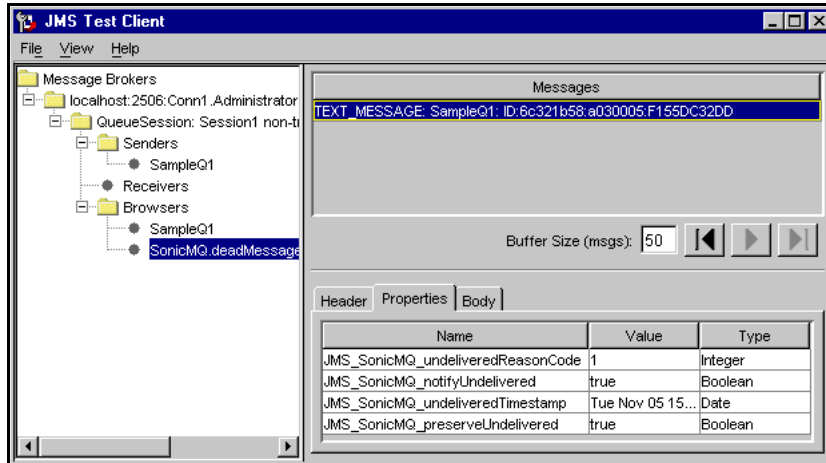 JMS Test Client
File View Help
Message Brokers
localhost:2506:Conn1.Administrator
QueueSession: Session1 non-t
Senders
SampleQ1
Receivers
Browsers
SampleQ1
SonicMQ.deadMessage
Messages
TEXT_MESSAGE: SampleQ1: ID:6c321b58:a030005:F155DC32DD
Buffer Size (msgs): 50
Header Properties Body
Name Value Type
JMS_SonicMQ_undeliveredReasonCode 1 Integer
JMS_SonicMQ_notifyUndelivered true Boolean
JMS_SonicMQ_undeliveredTimestamp Tue Nov 05 15... Date
JMS_SonicMQ_preserveUndelivered true Boolean